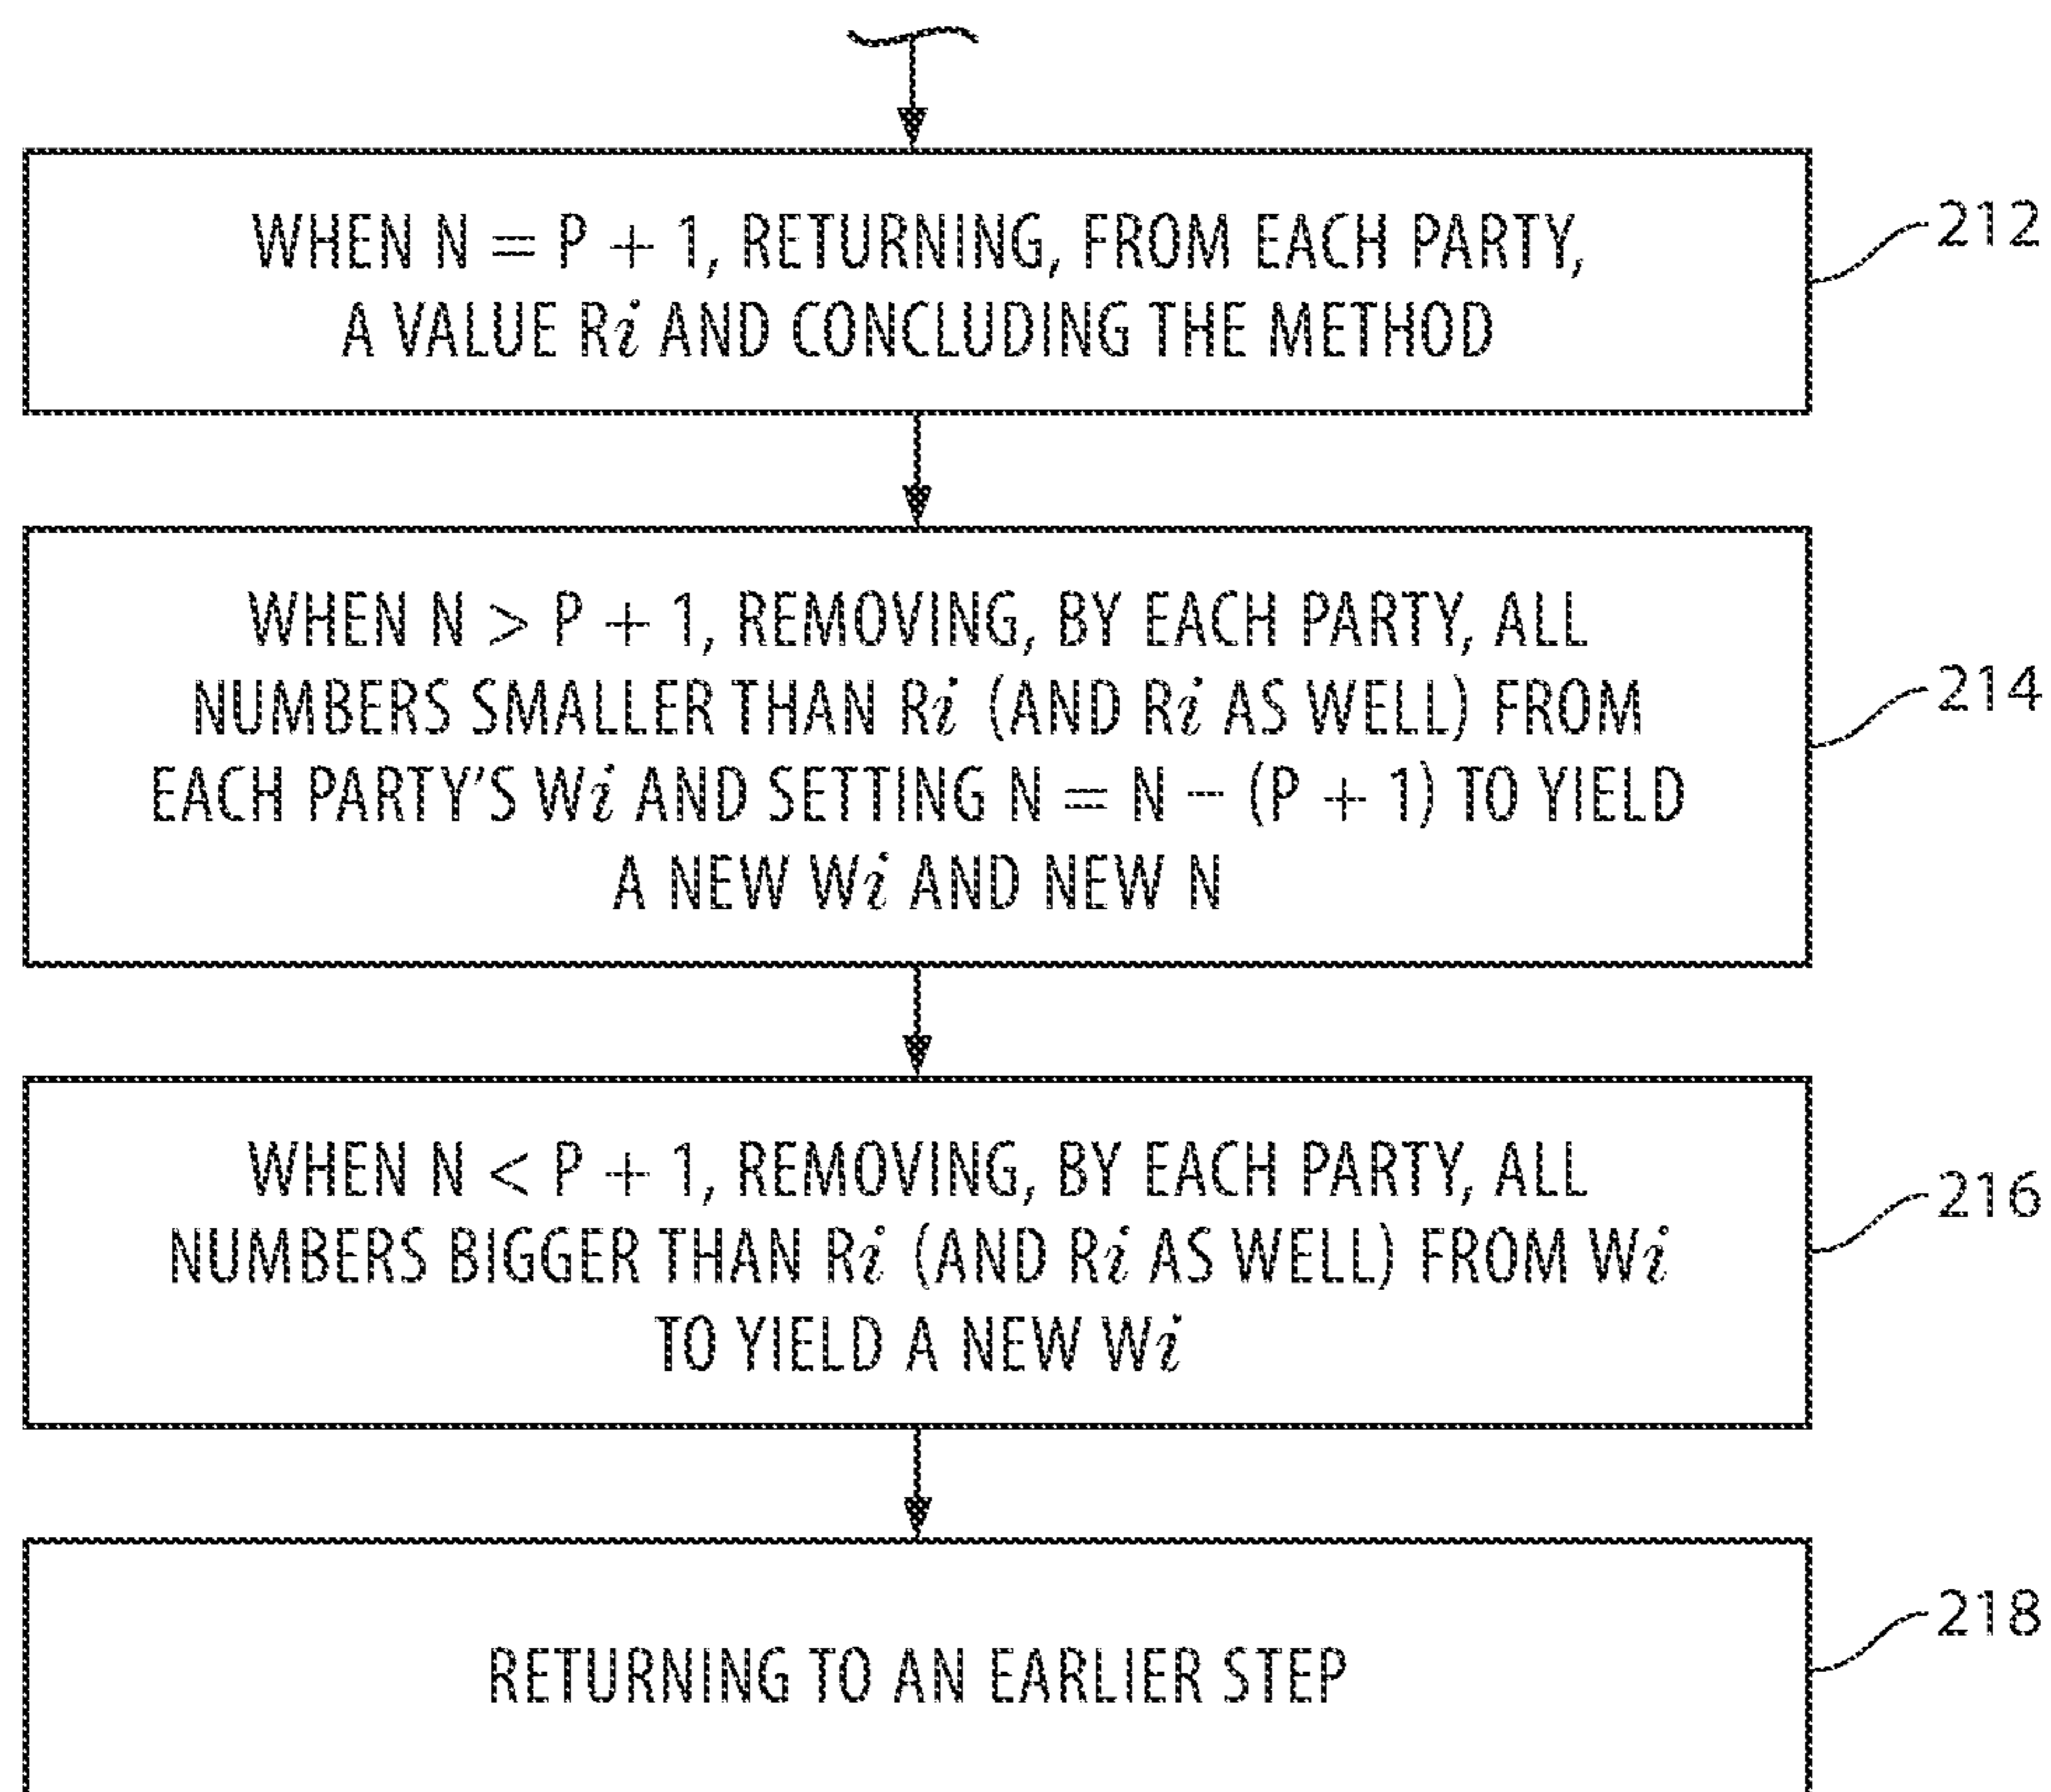 WHEN N = P + 1, RETURNING, FROM EACH PARTY,
A VALUE Ri AND CONCLUDING THE METHOD
212
WHEN N > P + 1, REMOVING, BY EACH PARTY, ALL
NUMBERS SMALLER THAN Ri (AND Ri AS WELL) FROM
EACH PARTY'S Wi AND SETTING N = N - (P + 1) TO YIELD
A NEW Wi AND NEW N
214
WHEN N < P + 1, REMOVING, BY EACH PARTY, ALL
NUMBERS BIGGER THAN Ri (AND Ri AS WELL) FROM Wi
TO YIELD A NEW Wi
216
RETURNING TO AN EARLIER STEP
218